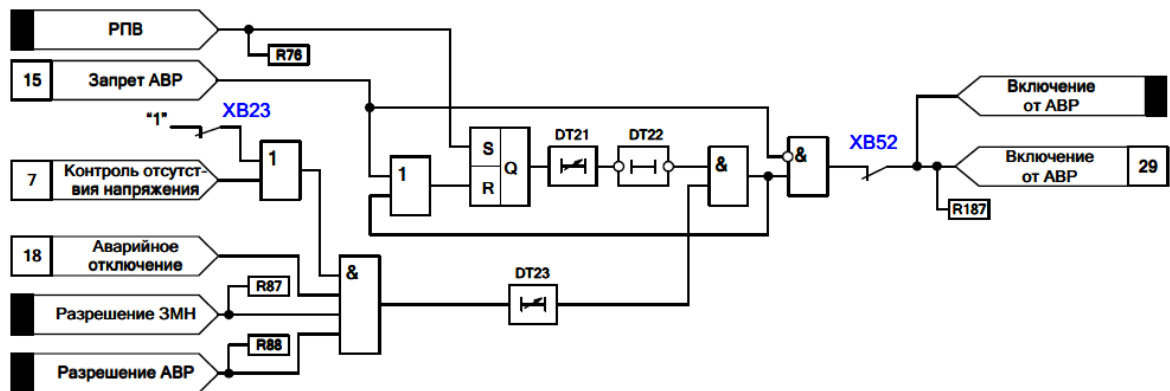 РПВ
R76
15 Запрет АВР
"1"
XB23
1
7 Контроль отсутст-
вия напряжения
18 Аварийное
отключение
R87
Разрешение ЗМН
R88
Разрешение АВР
&
DT23
1
S
R
Q
DT21
DT22
&
&
XB52
Включение
от АВР
Включение
от АВР 29
R187